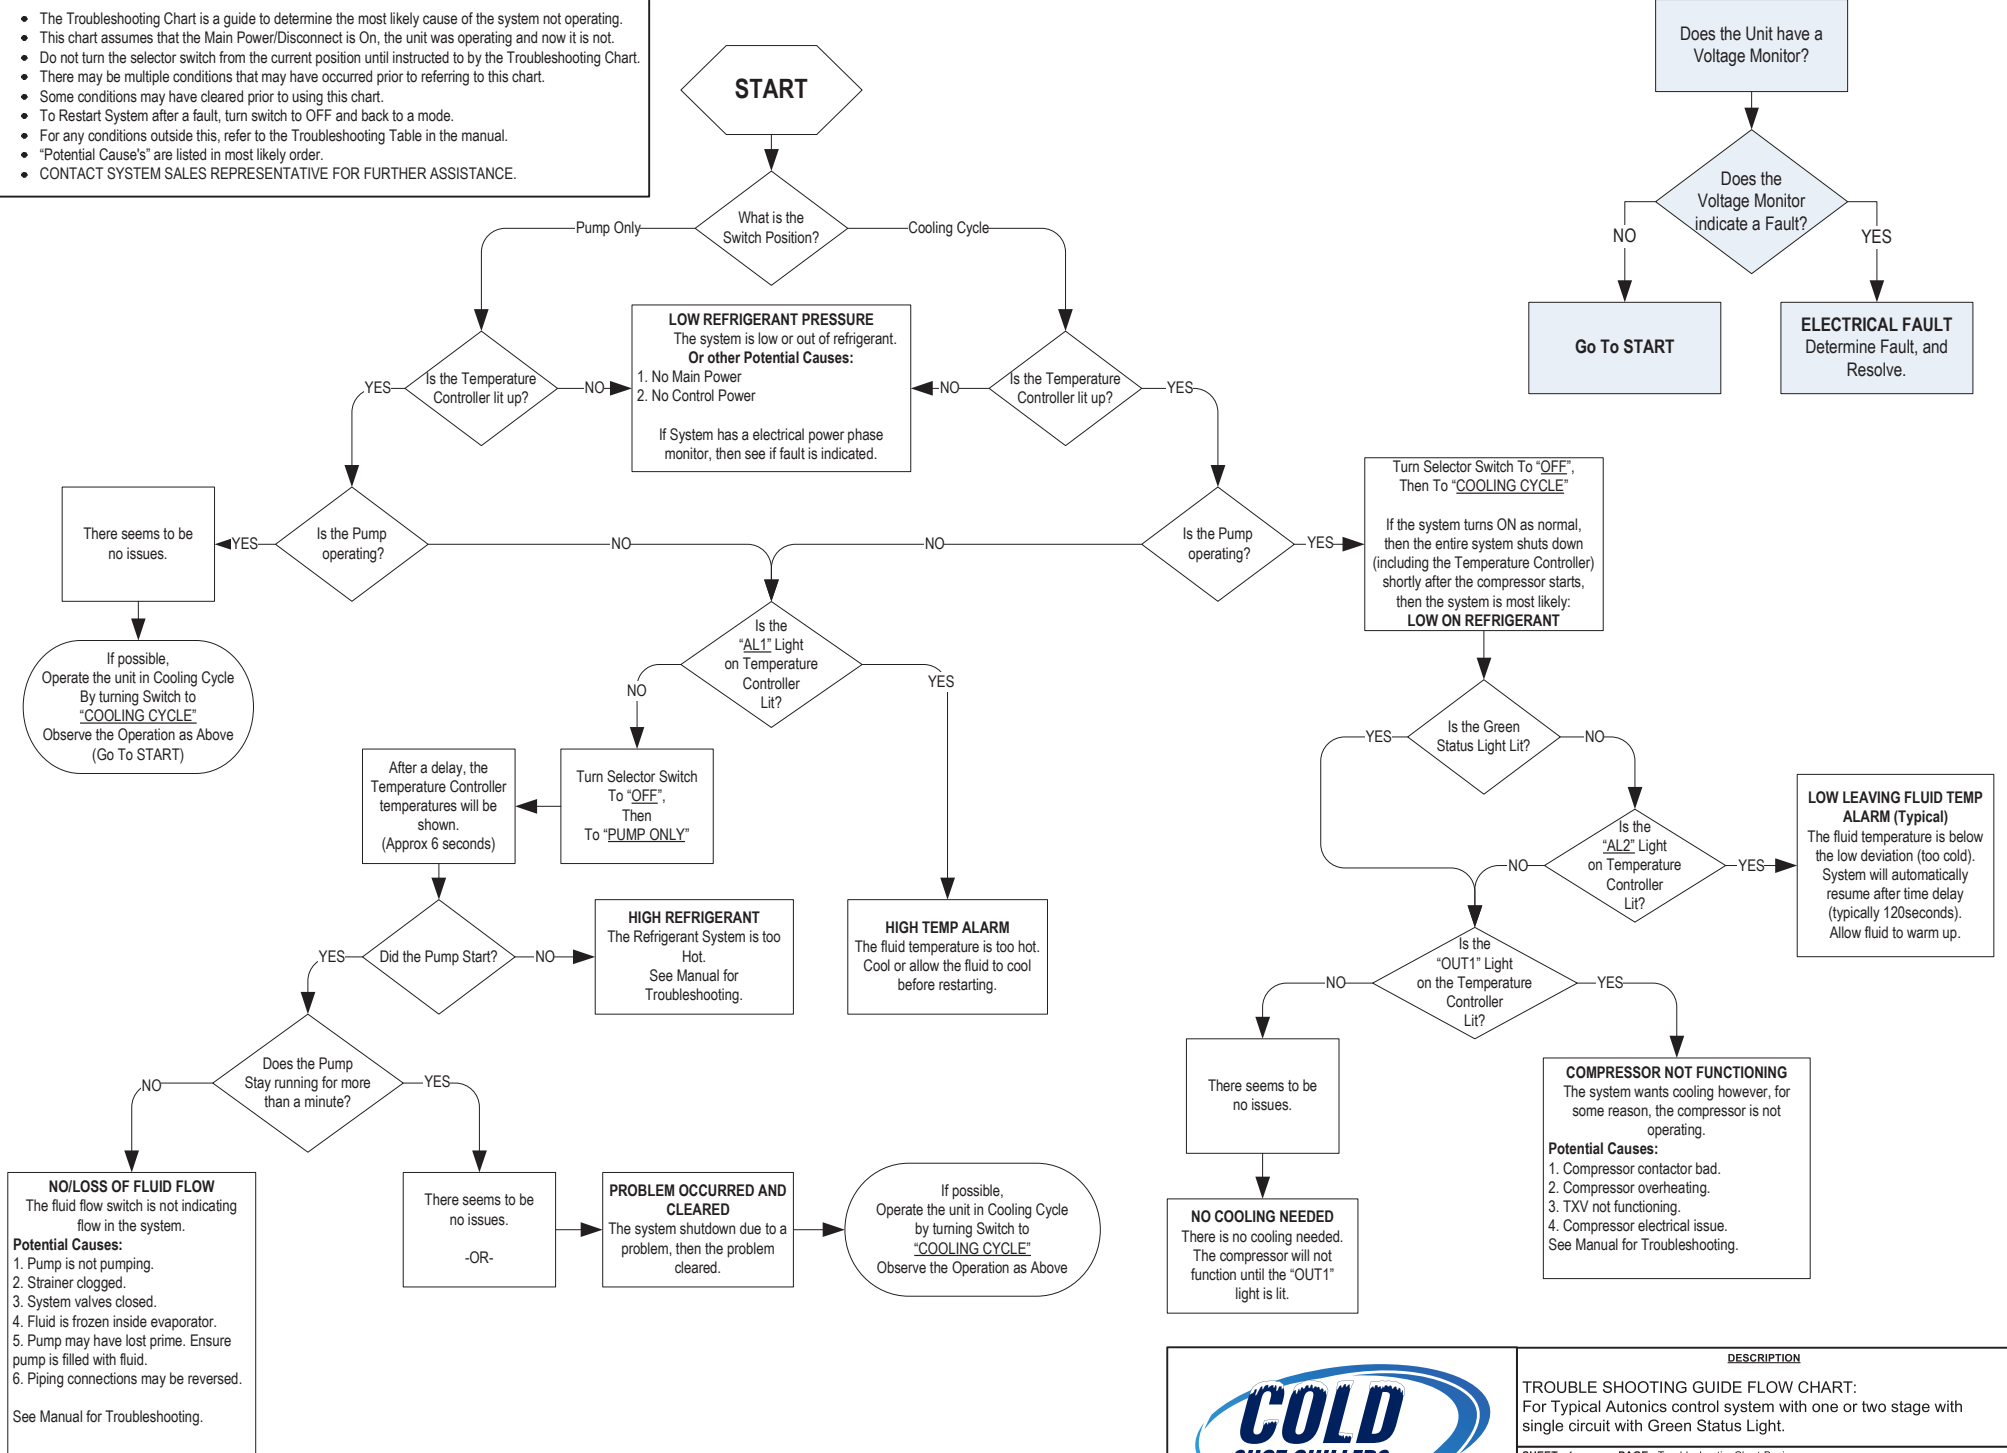 The Troubleshooting Chart is a guide to determine the most likely cause of the system not operating.
This chart assumes that the Main Power/Disconnect is On, the unit was operating and now it is not.
Do not turn the selector switch from the current position until instructed to by the Troubleshooting Chart.
There may be multiple conditions that may have occurred prior to referring to this chart.
Some conditions may have cleared prior to using this chart.
To Restart System after a fault, turn switch to OFF and back to a mode.
For any conditions outside this, refer to the Troubleshooting Table in the manual.
“Potential Cause's” are listed in most likely order.
CONTACT SYSTEM SALES REPRESENTATIVE FOR FURTHER ASSISTANCE.
START
Does the Unit have a
Voltage Monitor?
Does the
Voltage Monitor
indicate a Fault?
NO
YES
Go To START
ELECTRICAL FAULT
Determine Fault, and
Resolve.
What is the
Switch Position?
Pump Only
Cooling Cycle
Is the Temperature
Controller lit up?
YES
NO
LOW REFRIGERANT PRESSURE
The system is low or out of refrigerant.
Or other Potential Causes:
1. No Main Power
2. No Control Power
If System has a electrical power phase
monitor, then see if fault is indicated.
NO
Is the Temperature
Controller lit up?
YES
There seems to be
no issues.
YES
Is the Pump
operating?
NO
NO
Is the Pump
operating?
YES
Turn Selector Switch To “OFF”,
Then To “COOLING CYCLE”
If the system turns ON as normal,
then the entire system shuts down
(including the Temperature Controller)
shortly after the compressor starts,
then the system is most likely:
LOW ON REFRIGERANT
If possible,
Operate the unit in Cooling Cycle
By turning Switch to
“COOLING CYCLE”
Observe the Operation as Above
(Go To START)
Is the
“AL1” Light
on Temperature
Controller
Lit?
NO
YES
Turn Selector Switch
To “OFF”,
Then
To “PUMP ONLY”
After a delay, the
Temperature Controller
temperatures will be
shown.
(Approx 6 seconds)
Is the Green
Status Light Lit?
YES
NO
Is the
“AL2” Light
on Temperature
Controller
Lit?
NO
YES
LOW LEAVING FLUID TEMP
ALARM (Typical)
The fluid temperature is below
the low deviation (too cold).
System will automatically
resume after time delay
(typically 120seconds).
Allow fluid to warm up.
Did the Pump Start?
YES
NO
HIGH REFRIGERANT
The Refrigerant System is too
Hot.
See Manual for
Troubleshooting.
HIGH TEMP ALARM
The fluid temperature is too hot.
Cool or allow the fluid to cool
before restarting.
Is the
“OUT1” Light
on the Temperature
Controller
Lit?
NO
YES
Does the Pump
Stay running for more
than a minute?
NO
YES
There seems to be
no issues.
COMPRESSOR NOT FUNCTIONING
The system wants cooling however, for
some reason, the compressor is not
operating.
Potential Causes:
1. Compressor contactor bad.
2. Compressor overheating.
3. TXV not functioning.
4. Compressor electrical issue.
See Manual for Troubleshooting.
NO/LOSS OF FLUID FLOW
The fluid flow switch is not indicating
flow in the system.
Potential Causes:
1. Pump is not pumping.
2. Strainer clogged.
3. System valves closed.
4. Fluid is frozen inside evaporator.
5. Pump may have lost prime. Ensure
pump is filled with fluid.
6. Piping connections may be reversed.
See Manual for Troubleshooting.
There seems to be
no issues.
-OR-
PROBLEM OCCURRED AND
CLEARED
The system shutdown due to a
problem, then the problem
cleared.
If possible,
Operate the unit in Cooling Cycle
by turning Switch to
“COOLING CYCLE”
Observe the Operation as Above
NO COOLING NEEDED
There is no cooling needed.
The compressor will not
function until the “OUT1”
light is lit.
COLD
DESCRIPTION
TROUBLE SHOOTING GUIDE FLOW CHART:
For Typical Autonics control system with one or two stage with
single circuit with Green Status Light.